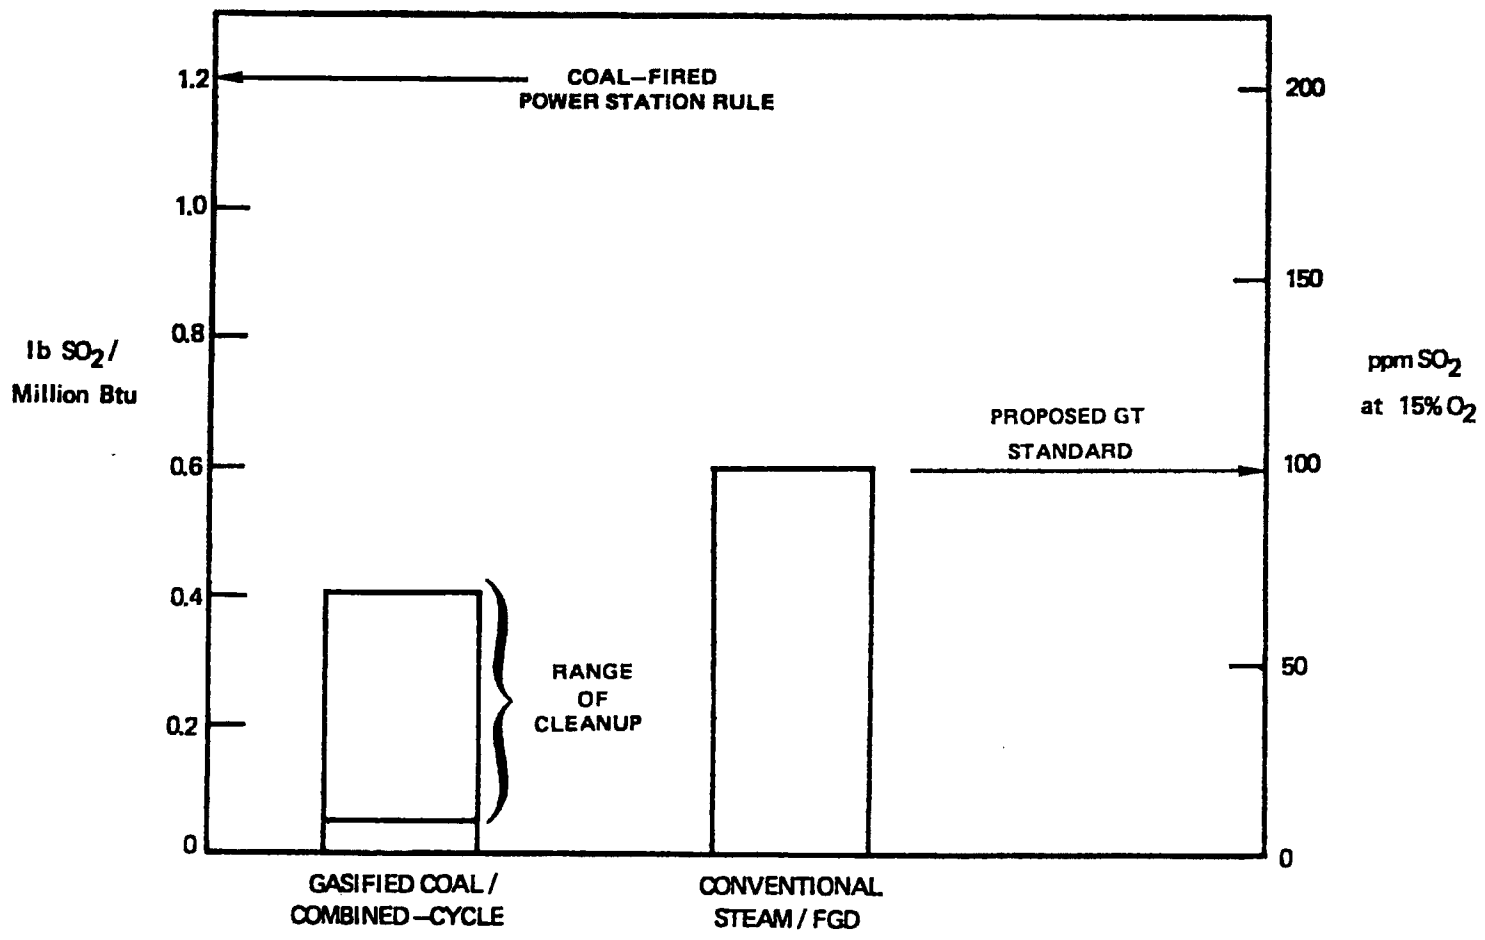 COAL–FIRED
POWER STATION RULE
1.2
1.0
0.8
0.6
0.4
0.2
0
lb SO2/
Million Btu
200
150
100
50
0
ppm SO2
at 15% O2
PROPOSED GT
STANDARD
RANGE
OF
CLEANUP
GASIFIED COAL /
COMBINED–CYCLE
CONVENTIONAL
STEAM / FGD